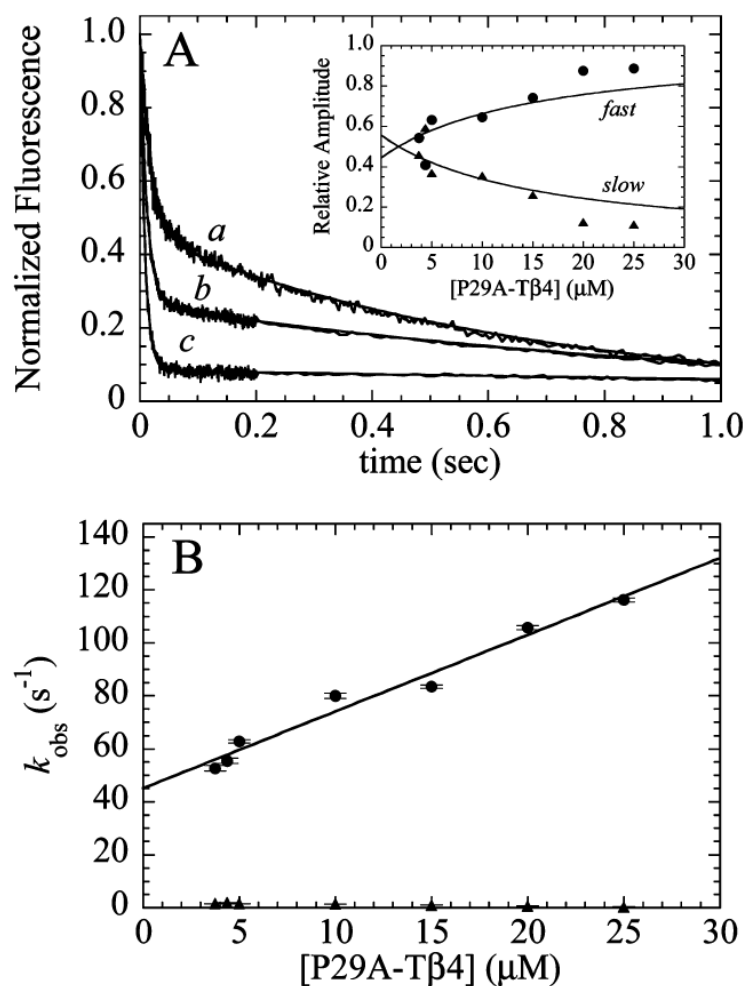 A
Normalized Fluorescence
1.0
0.8
0.6
0.4
0.2
0
a
b
c
0 0.2 0.4 0.6 0.8 1.0
time (sec)
Relative Amplitude
1.0
0.8
0.6
0.4
0.2
0
fast
slow
0 5 10 15 20 25 30
[P29A-Tβ4] (μM)
B
k obs (s⁻¹)
140
120
100
80
60
40
20
0
0 5 10 15 20 25 30
[P29A-Tβ4] (μM)